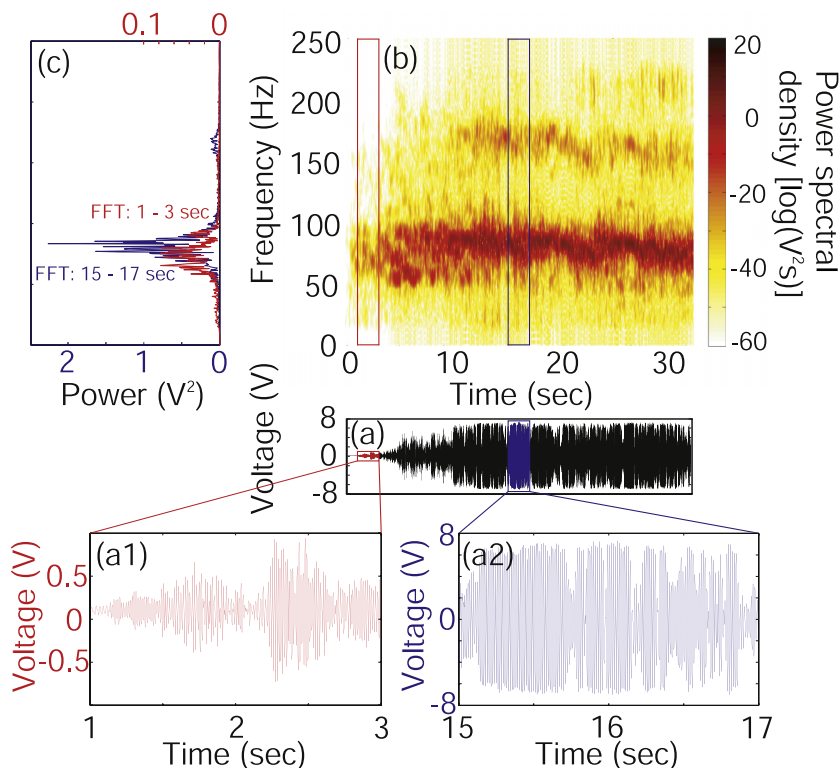 0.1 0
(c)
FFT: 1 - 3 sec
FFT: 15 - 17 sec
2 1 0
Power (V²)
250
200
150
100
50
0
Frequency (Hz)
(b)
0 10 20 30
Time (sec)
20
0
-20
-40
-60
Power spectral
density [log(V²s)]
8
0
-8
Voltage (V)
(a)
(a1)
0.5
0
-0.5
Voltage (V)
1 2 3
Time (sec)
(a2)
8
0
-8
Voltage (V)
15 16 17
Time (sec)